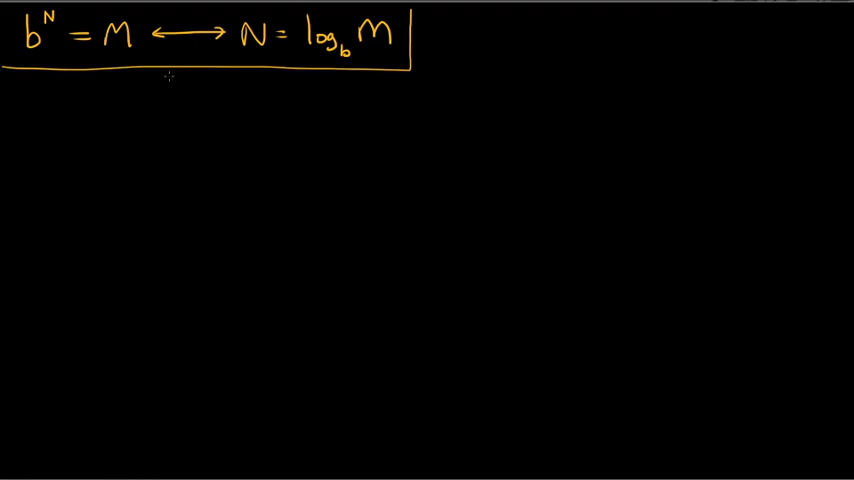 b^N = M ⟷ N = log_b M